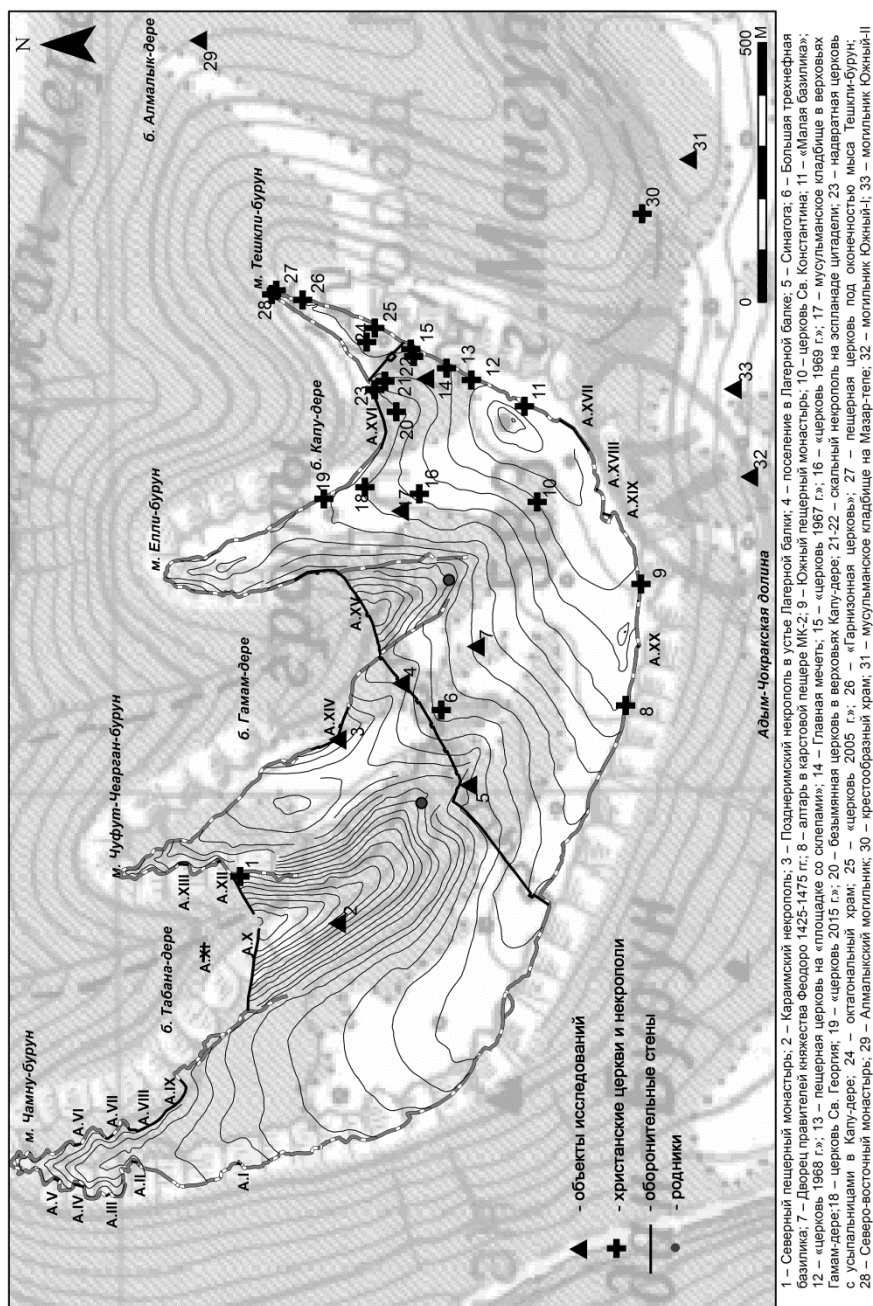 N
б. Алмалык-дере
29
м. Тешкли-бурун
28
27
26
25
24
15
22
21
23
14
13
12
11
20
А.XVI
б. Капу-дере
19
18
17
16
10
А.XVII
А.XVIII
А.XIX
9
А.XX
8
30
31
33
32
м. Елли-бурун
А.XV
б. Гамам-дере
7
4
6
А.XIV
3
5
м. Чуфут-Чеарган-бурун
А.XIII
А.XII
1
2
А.X
А.XI
б. Табана-дере
м. Чамну-бурун
А.V
А.IV
А.III
А.II
А.I
А.VI
А.VII
А.VIII
А.IX
Адым-Чокракская долина
0
500
М
- объекты исследований
- христанские церкви и некрополи
- оборонительные стены
- родники
1 – Северный пещерный монастырь; 2 – Караимский некрополь; 3 – Позднеримский некрополь в устье Лагерной балки; 4 – поселение в Лагерной балке; 5 – Синагога; 6 – Большая трехнефная
базилика; 7 – Дворец правителей княжества Феодоро 1425-1475 гг.; 8 – алтарь в карстовой пещере МК-2; 9 – Южный пещерный монастырь; 10 – церковь Св. Константина; 11 – «Малая базилика»;
12 – «церковь 1968 г.»; 13 – пещерная церковь на «площадке со склепами»; 14 – Главная мечеть; 15 – «церковь 1967 г.»; 16 – «церковь 1969 г.»; 17 – мусульманское кладбище в верховьях
Гамам-дере;18 – церковь Св. Георгия; 19 – «церковь 2015 г.»; 20 – безымянная церковь в верховьях Капу-дере; 21-22 – скальный некрополь на эспланаде цитадели; 23 – надвратная церковь
с усыпальницами в Капу-дере; 24 – октагональный храм; 25 – «церковь 2005 г.»; 26 – «Гарнизонная церковь»; 27 – пещерная церковь под оконечностью мыса Тешкли-бурун;
28 – Северо-восточный монастырь; 29 – Алмалыкский могильник; 30 – крестообразный храм; 31 – мусульманское кладбище на Мазар-тепе; 32 – могильник Южный-I; 33 – могильник Южный-II